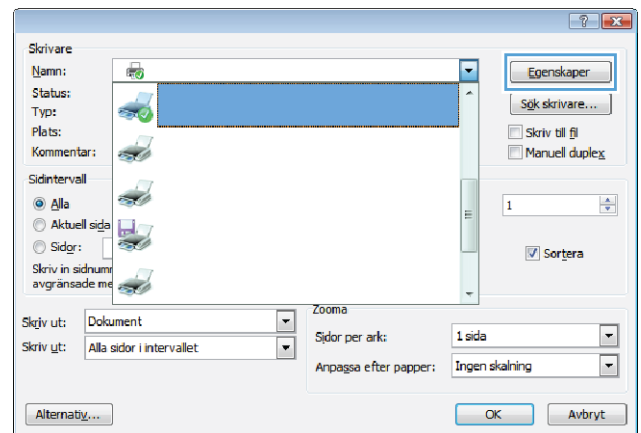 Skrivare
Namn:
Egenskaper
Status:
Sök skrivare...
Typ:
Plats:
Skriv till fil
Kommentar:
Manuell duplex
Sidintervall
Alla
1
Aktuell sida
Sidor:
Sortera
Skriv in sidnumr
avgränsade me
Zooma
Skriv ut:
Dokument
Sidor per ark:
1 sida
Skriv ut:
Alla sidor i intervallet
Anpassa efter papper:
Ingen skalning
Alternativ...
OK
Avbryt